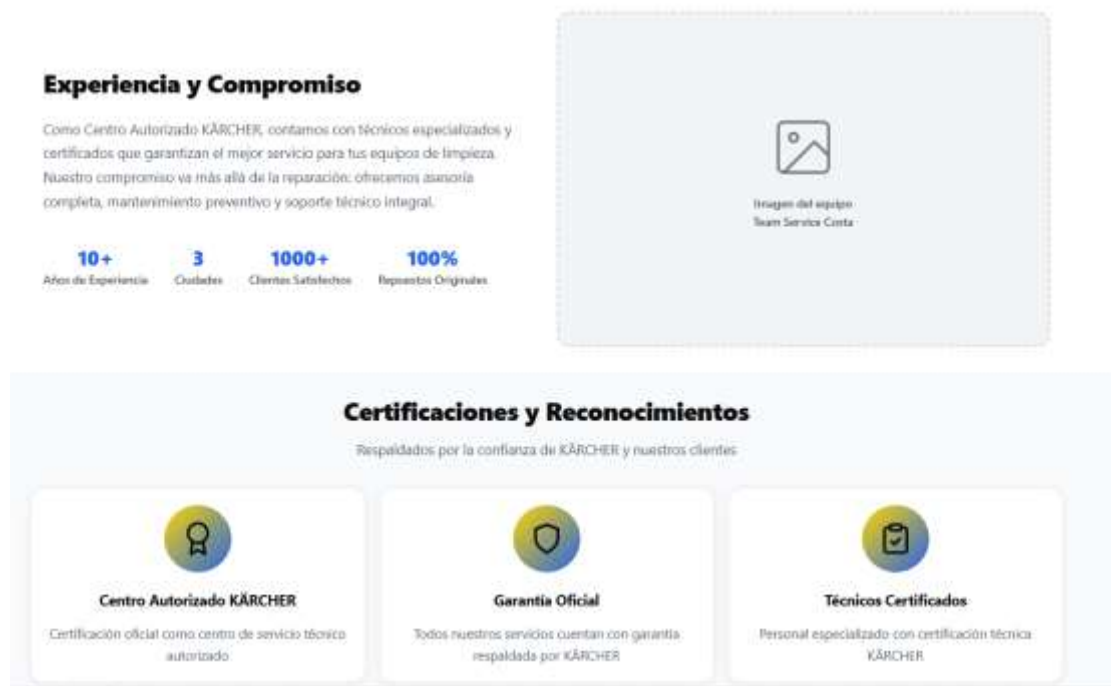 Experiencia y Compromiso
Como Centro Autorizado KÄRCHER, contamos con técnicos especializados y
certificados que garantizan el mejor servicio para tus equipos de limpieza.
Nuestro compromiso va más allá de la reparación: ofrecemos asesoría
completa, mantenimiento preventivo y soporte técnico integral.
10+
Años de Experiencia
3
Ciudades
1000+
Clientes Satisfechos
100%
Repuestos Originales
Imagen del equipo
Team Service Costa
Certificaciones y Reconocimientos
Respaldados por la confianza de KÄRCHER y nuestros clientes
Centro Autorizado KÄRCHER
Certificación oficial como centro de servicio técnico
autorizado
Garantía Oficial
Todos nuestros servicios cuentan con garantía
respaldada por KÄRCHER
Técnicos Certificados
Personal especializado con certificación técnica
KÄRCHER